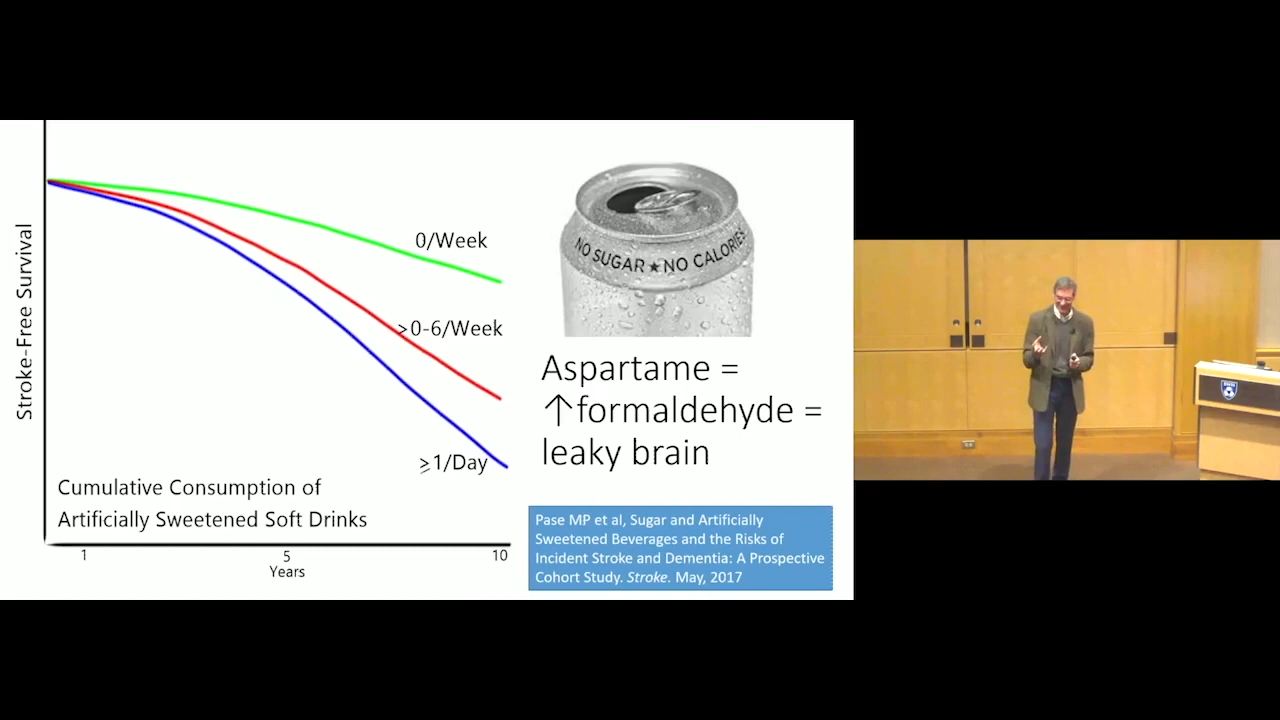 Stroke-Free Survival
0/Week
>0-6/Week
≥1/Day
Cumulative Consumption of
Artificially Sweetened Soft Drinks
1 5 10
Years
NO SUGAR ★ NO CALORIES
Aspartame =
↑formaldehyde =
leaky brain
Pase MP et al, Sugar and Artificially
Sweetened Beverages and the Risks of
Incident Stroke and Dementia: A Prospective
Cohort Study. Stroke. May, 2017